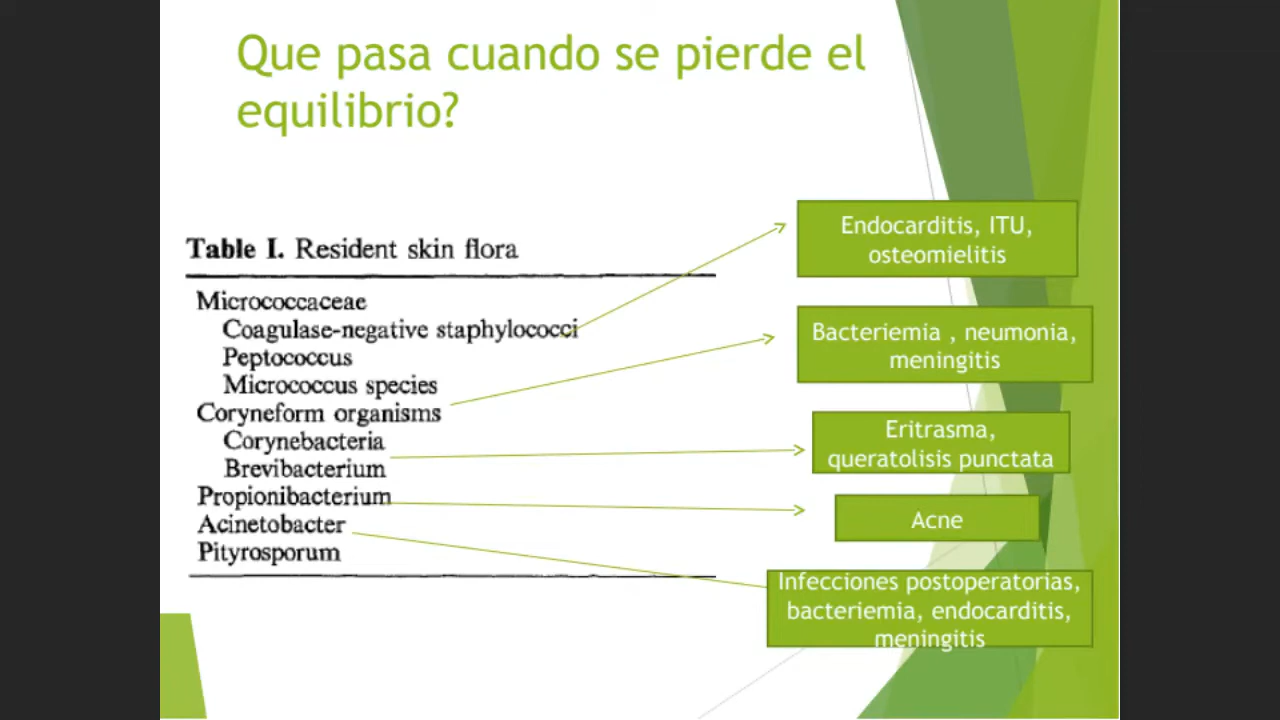 Que pasa cuando se pierde el
equilibrio?
Table I. Resident skin flora
Micrococcaceae
Coagulase-negative staphylococci
Peptococcus
Micrococcus species
Coryneform organisms
Corynebacteria
Brevibacterium
Propionibacterium
Acinetobacter
Pityrosporum
Endocarditis, ITU,
osteomielitis
Bacteriemia , neumonia,
meningitis
Eritrasma,
queratolisis punctata
Acne
Infecciones postoperatorias,
bacteriemia, endocarditis,
meningitis